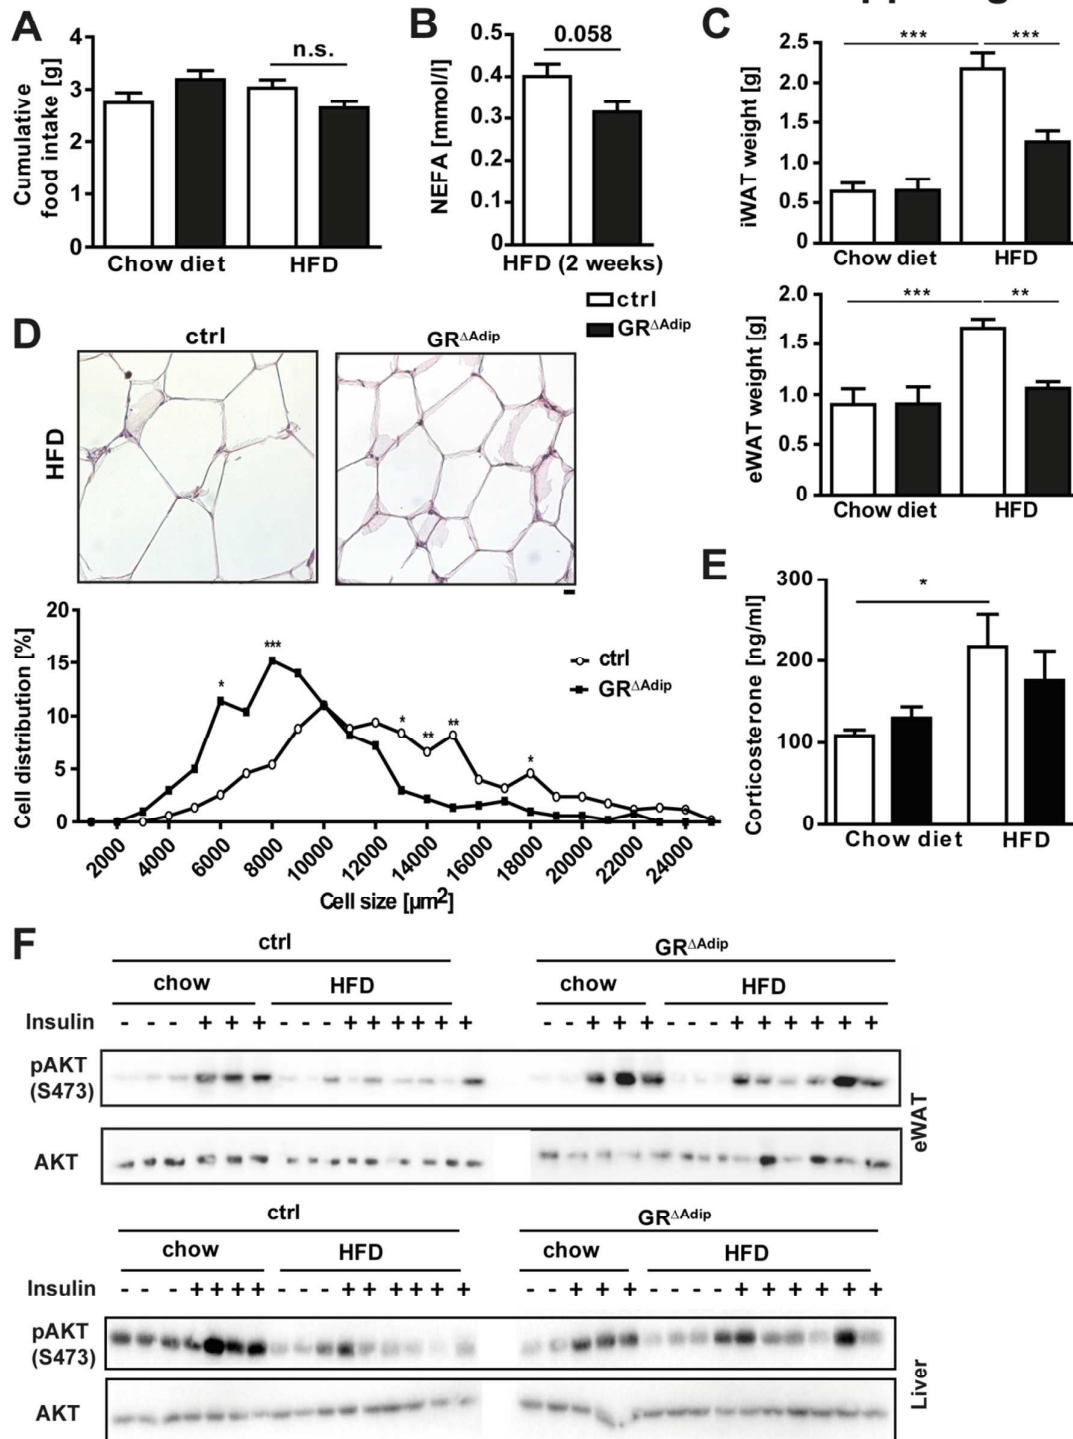 A
Cumulative
food intake [g]
4
3
2
1
0
n.s.
Chow diet
HFD
B
NEFA [mmol/l]
0.5
0.4
0.3
0.2
0.1
0
0.058
HFD (2 weeks)
ctrl
GRΔAdip
C
iWAT weight [g]
2.5
2.0
1.5
1.0
0.5
0
*** ***
Chow diet
HFD
eWAT weight [g]
2.0
1.5
1.0
0.5
0
*** **
Chow diet
HFD
D
ctrl
GRΔAdip
HFD
Cell distribution [%]
20
15
10
5
0
* *** * ** ** *
ctrl
GRΔAdip
2000 4000 6000 8000 10000 12000 14000 16000 18000 20000 22000 24000
Cell size [µm2]
E
Corticosterone [ng/ml]
300
200
100
0
*
Chow diet
HFD
F
ctrl
GRΔAdip
chow HFD chow HFD
Insulin - - - + + + - - - + + + + + + - - + + + - - - + + + + + +
pAKT
(S473)
AKT
eWAT
ctrl
GRΔAdip
chow HFD chow HFD
Insulin - - - + + + + - - - + + + + + - - + + + - - - + + + + + +
pAKT
(S473)
AKT
Liver